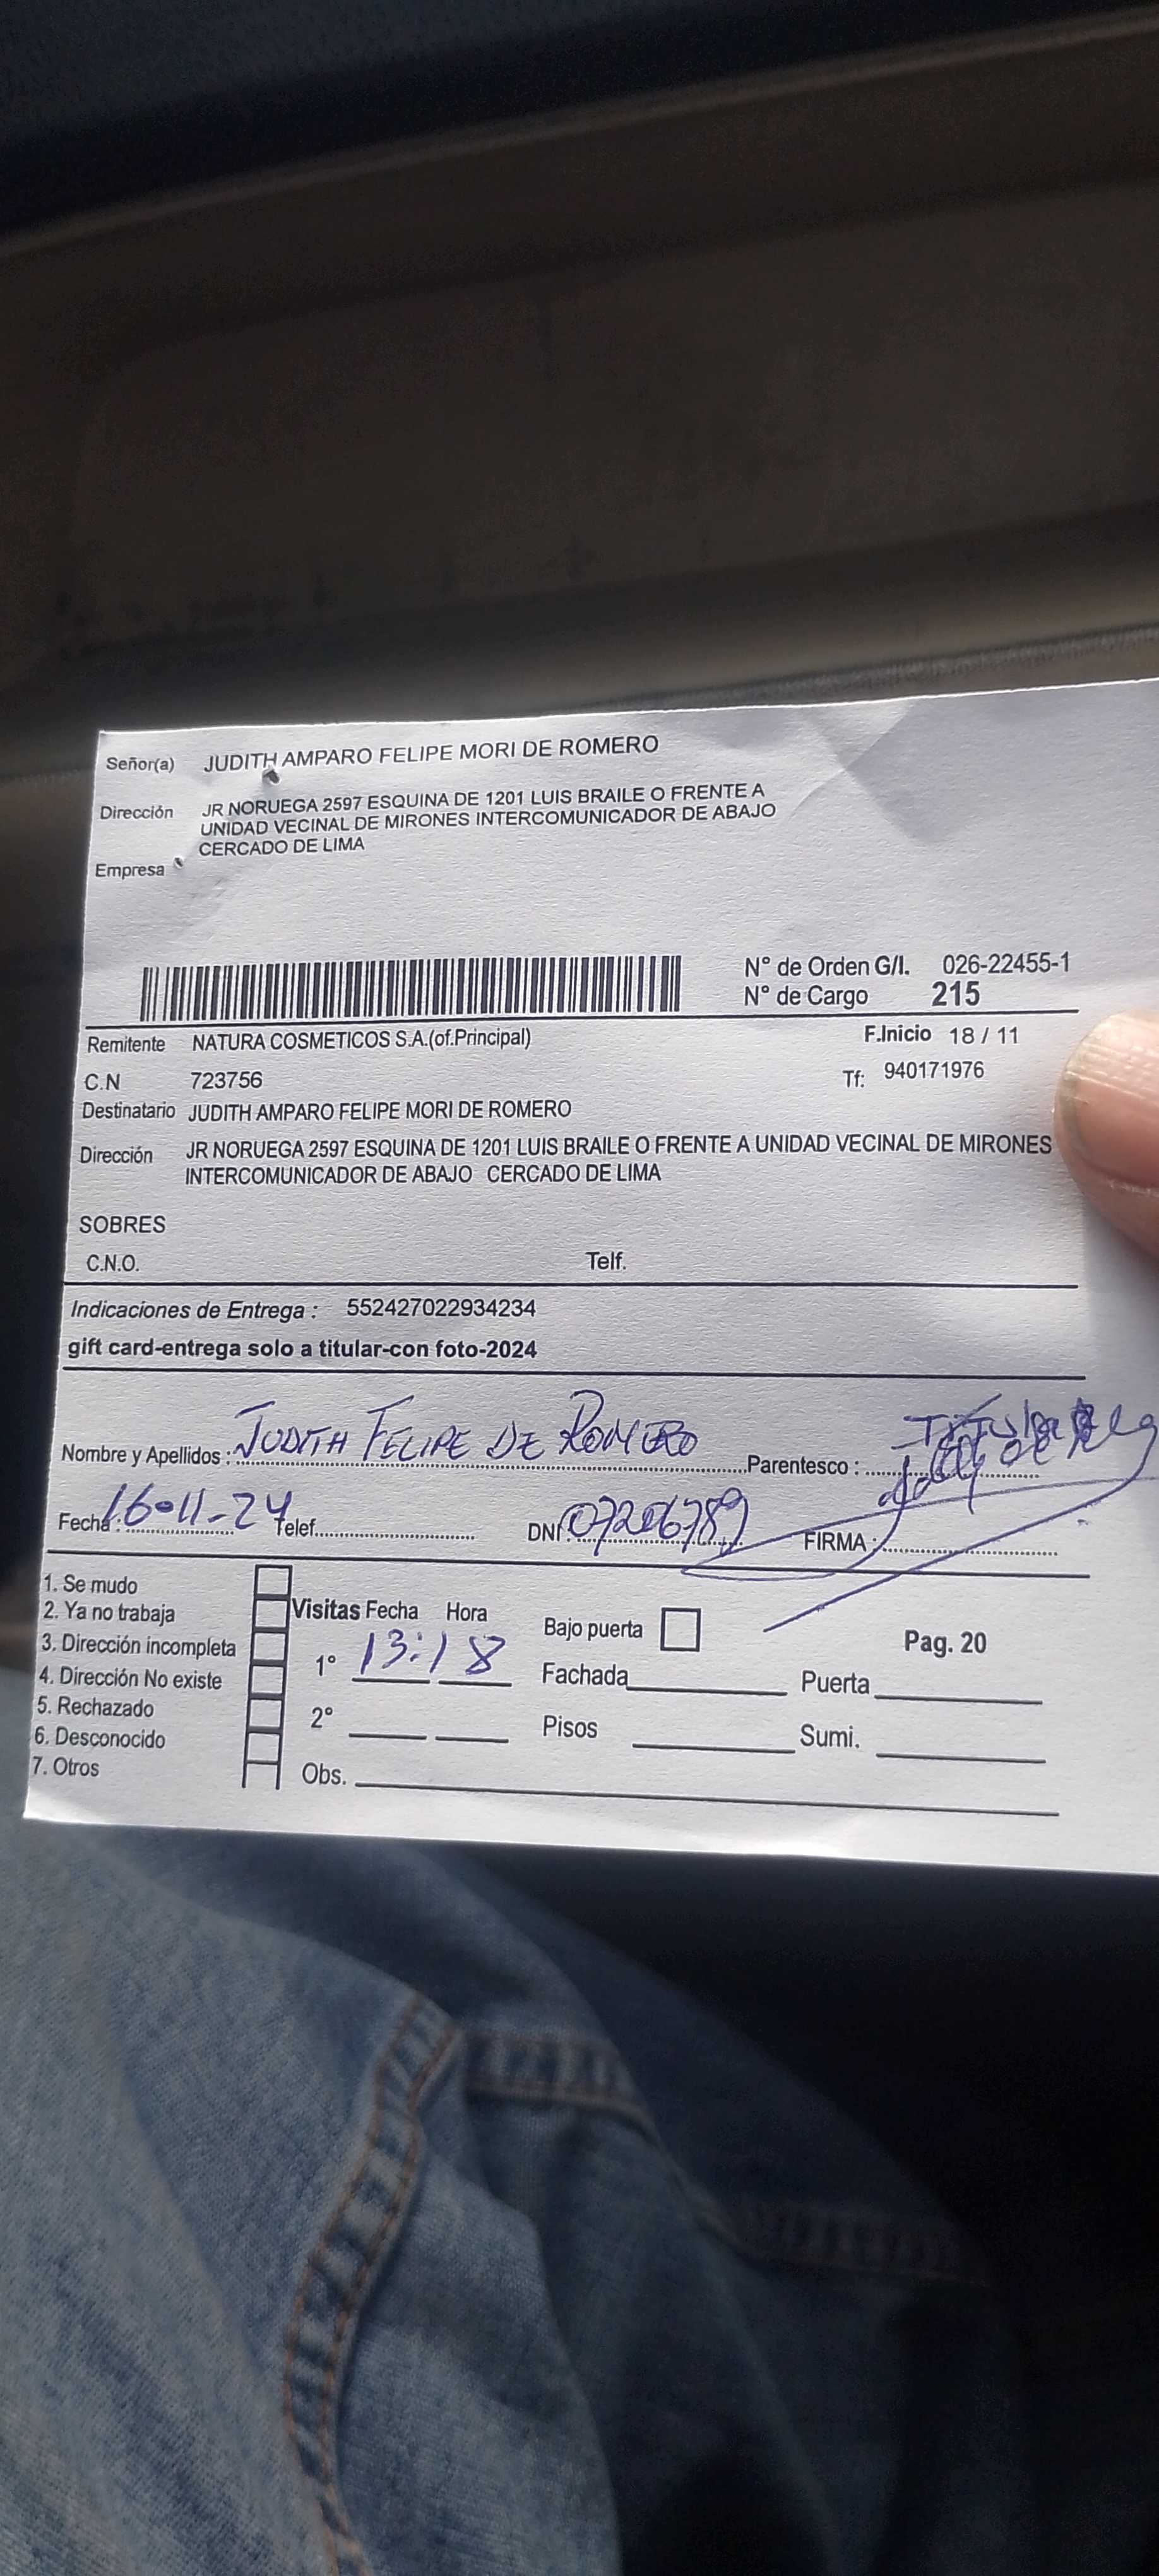 Señor(a) JUDITH AMPARO FELIPE MORI DE ROMERO
Dirección JR NORUEGA 2597 ESQUINA DE 1201 LUIS BRAILE O FRENTE A
UNIDAD VECINAL DE MIRONES INTERCOMUNICADOR DE ABAJO
CERCADO DE LIMA
Empresa
N° de Orden G/I. 026-22455-1
N° de Cargo 215
Remitente NATURA COSMETICOS S.A.(of.Principal) F.Inicio 18 / 11
C.N 723756 Tf: 940171976
Destinatario JUDITH AMPARO FELIPE MORI DE ROMERO
Dirección JR NORUEGA 2597 ESQUINA DE 1201 LUIS BRAILE O FRENTE A UNIDAD VECINAL DE MIRONES
INTERCOMUNICADOR DE ABAJO CERCADO DE LIMA
SOBRES
C.N.O. Telf.
Indicaciones de Entrega : 552427022934234
gift card-entrega solo a titular-con foto-2024
Nombre y Apellidos : JUDITH FELIPE DE ROMERO Parentesco :
Fecha : 16-11-24 Telef. DNI 07206789 FIRMA :
1. Se mudo
2. Ya no trabaja Visitas Fecha Hora Bajo puerta Pag. 20
3. Dirección incompleta 1° 13:18 Fachada Puerta
4. Dirección No existe
5. Rechazado 2° Pisos Sumi.
6. Desconocido
7. Otros Obs.